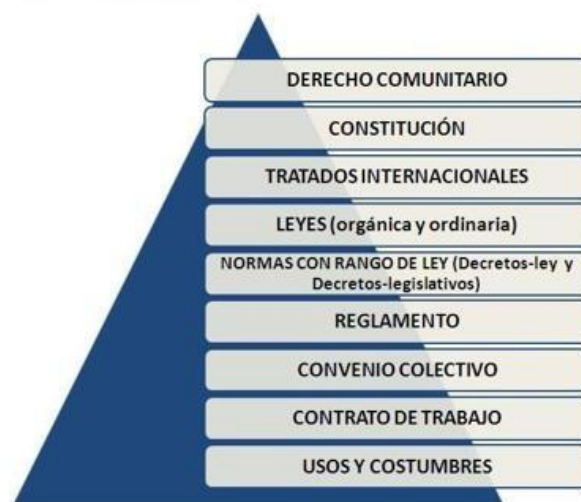 DERECHO COMUNITARIO
CONSTITUCIÓN
TRATADOS INTERNACIONALES
LEYES (orgánica y ordinaria)
NORMAS CON RANGO DE LEY (Decretos-ley y
Decretos-legislativos)
REGLAMENTO
CONVENIO COLECTIVO
CONTRATO DE TRABAJO
USOS Y COSTUMBRES